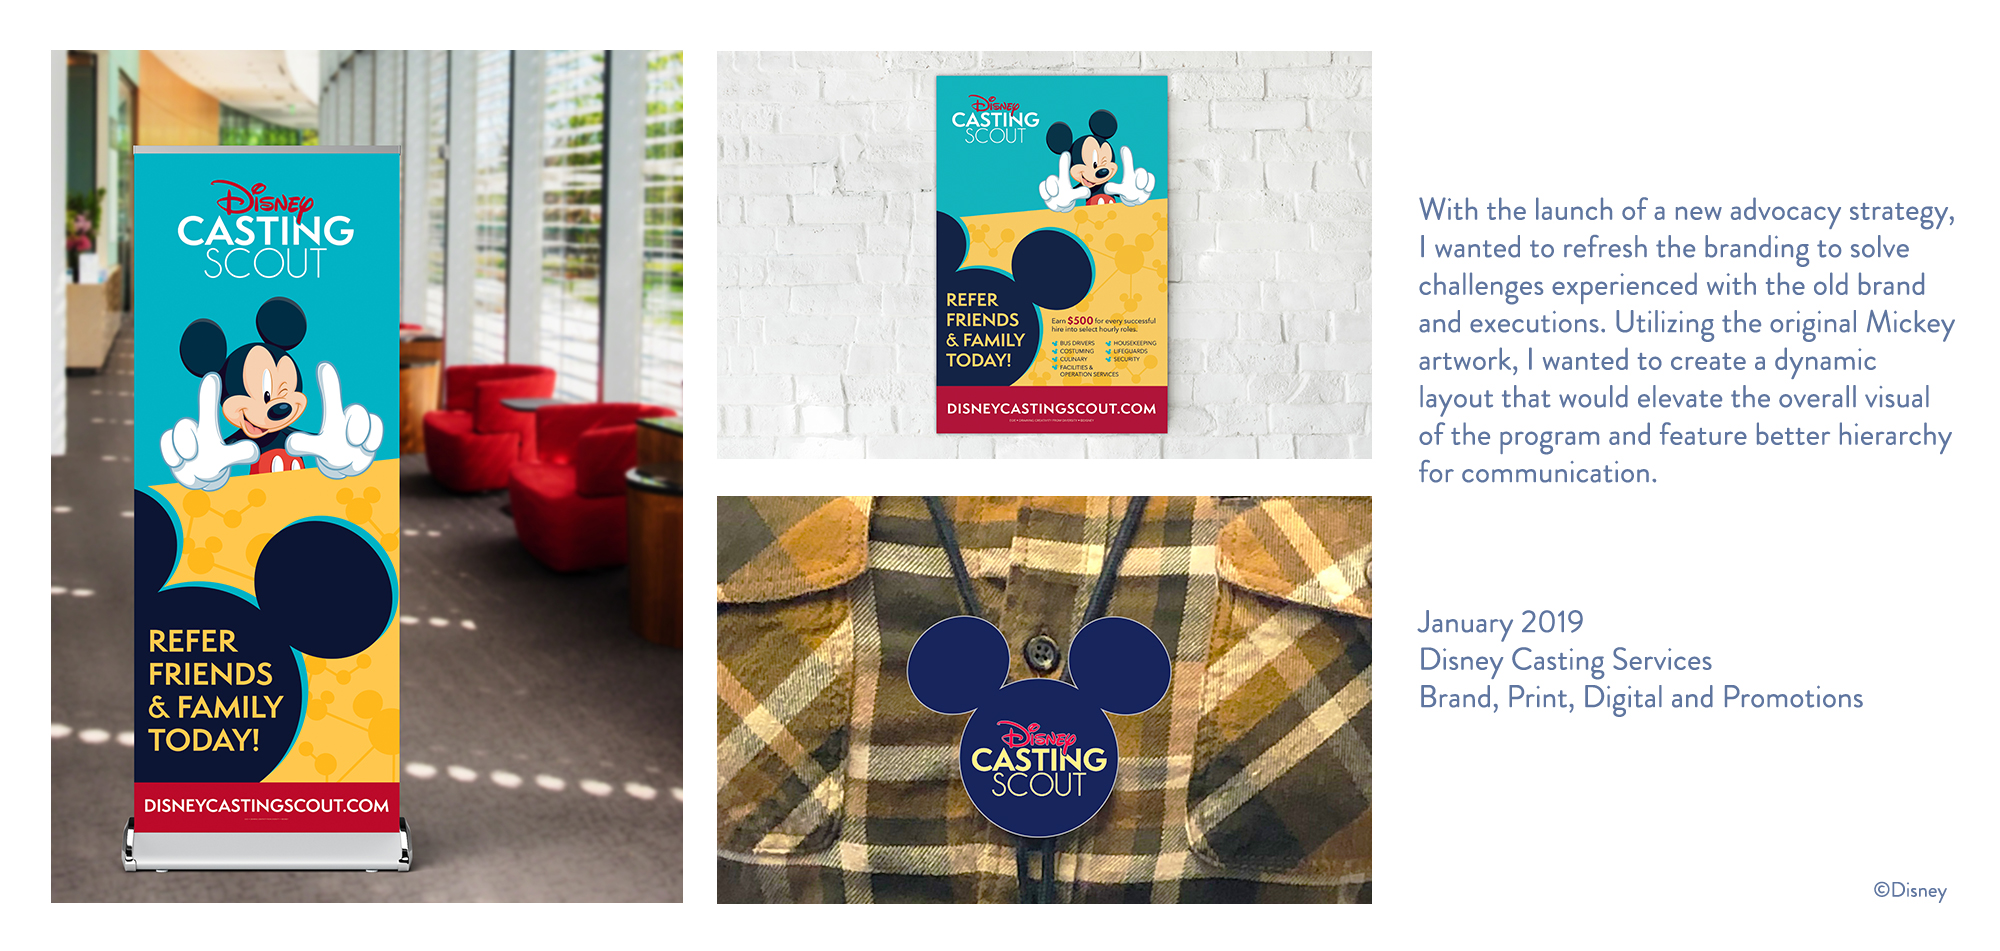 Disney
CASTING
SCOUT
REFER
FRIENDS
& FAMILY
TODAY!
DISNEYCASTINGSCOUT.COM
Disney
CASTING
SCOUT
REFER
FRIENDS
& FAMILY
TODAY!
Earn $500 for every successful
hire into select hourly roles.
BUS DRIVERS
COSTUMING
CULINARY
FACILITIES &
OPERATION SERVICES
HOUSEKEEPING
LIFEGUARDS
SECURITY
DISNEYCASTINGSCOUT.COM
Disney
CASTING
SCOUT
With the launch of a new advocacy strategy,
I wanted to refresh the branding to solve
challenges experienced with the old brand
and executions. Utilizing the original Mickey
artwork, I wanted to create a dynamic
layout that would elevate the overall visual
of the program and feature better hierarchy
for communication.
January 2019
Disney Casting Services
Brand, Print, Digital and Promotions
©Disney